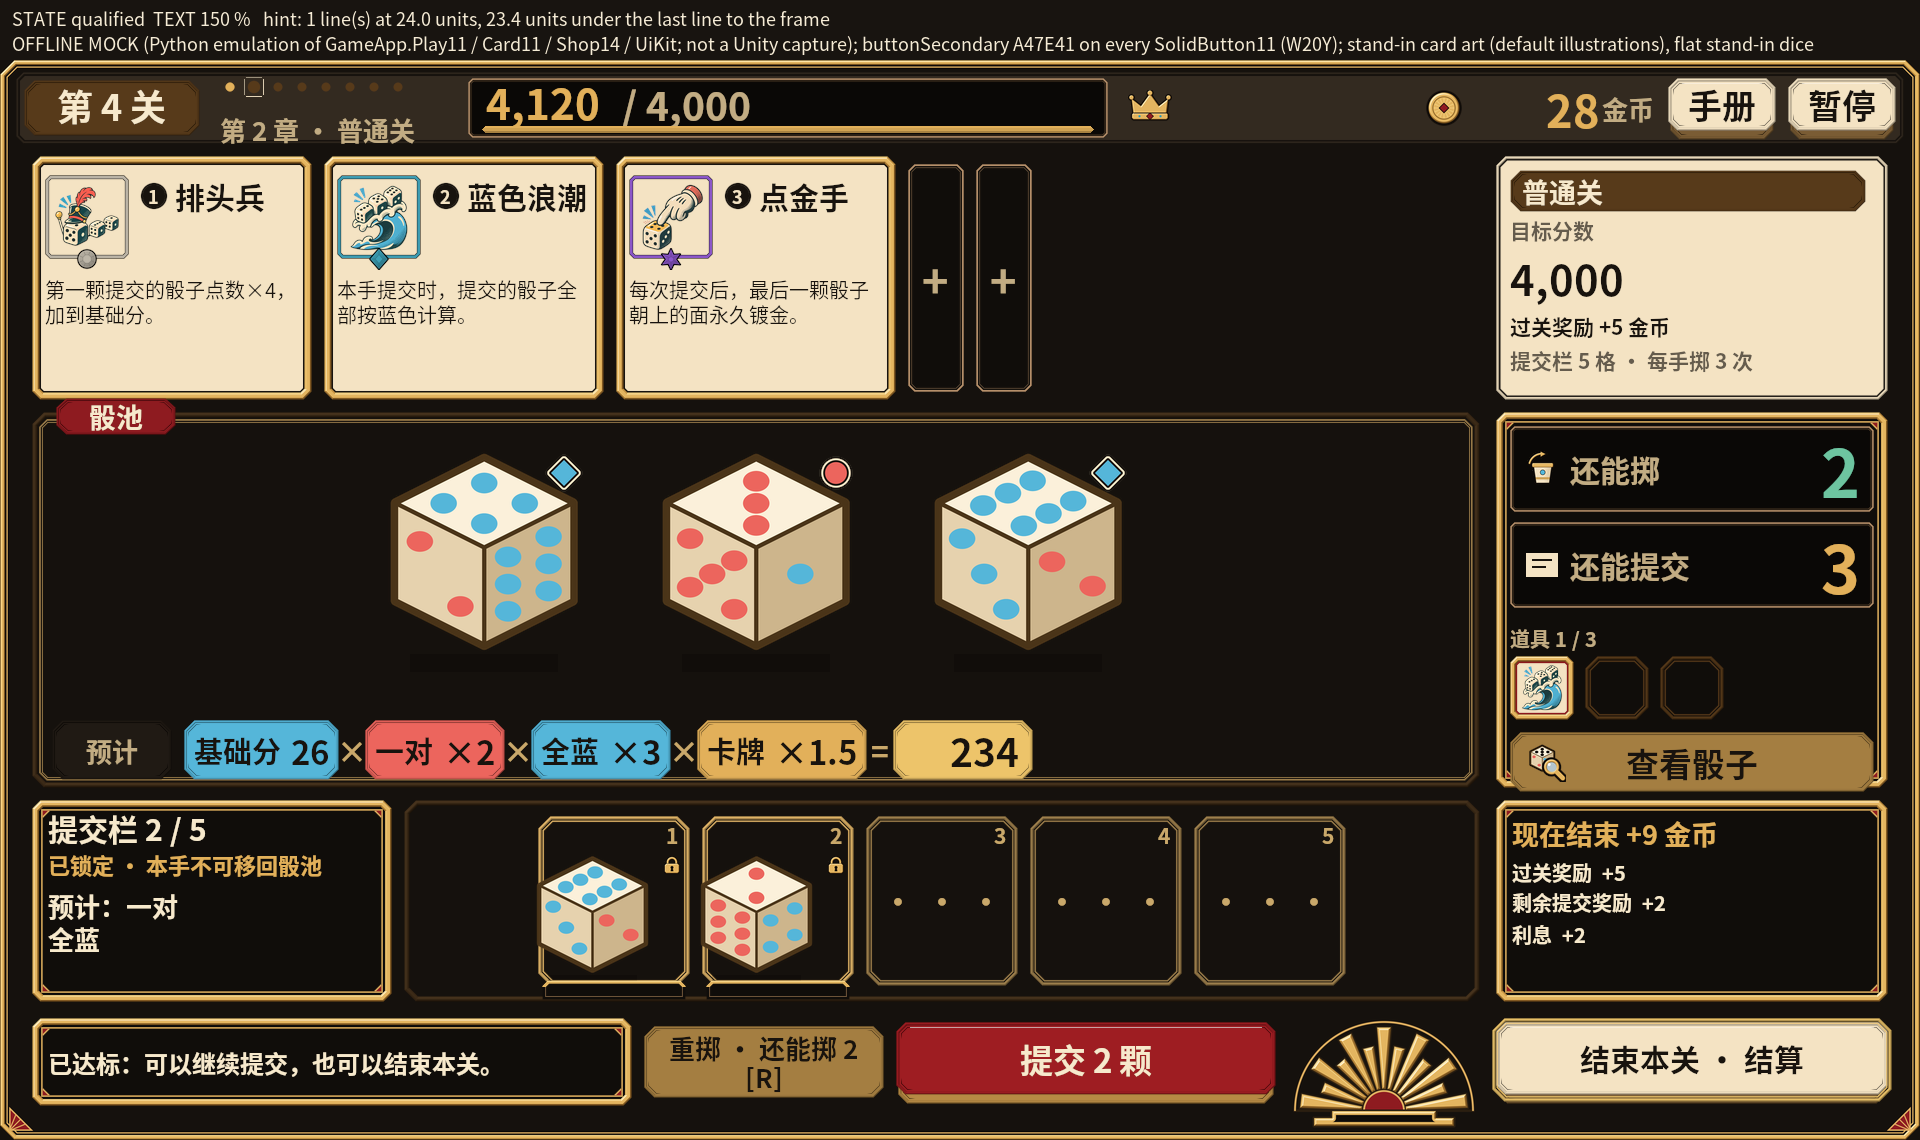 STATE qualified  TEXT 150 %   hint: 1 line(s) at 24.0 units, 23.4 units under the last line to the frame
OFFLINE MOCK (Python emulation of GameApp.Play11 / Card11 / Shop14 / UiKit; not a Unity capture); buttonSecondary A47E41 on every SolidButton11 (W20Y); stand-in card art (default illustrations), flat stand-in dice
第 4 关
第 2 章 · 普通关
4,120 / 4,000
28金币
手册
暂停
❶ 排头兵
第一颗提交的骰子点数×4，
加到基础分。
❷ 蓝色浪潮
本手提交时，提交的骰子全
部按蓝色计算。
❸ 点金手
每次提交后，最后一颗骰子
朝上的面永久镀金。
+
+
普通关
目标分数
4,000
过关奖励 +5 金币
提交栏 5 格 · 每手掷 3 次
骰池
还能掷 2
还能提交 3
道具 1 / 3
查看骰子
预计 基础分 26 × 一对 ×2 × 全蓝 ×3 × 卡牌 ×1.5 = 234
提交栏 2 / 5
已锁定 · 本手不可移回骰池
预计：一对
全蓝
1
2
3
4
5
现在结束 +9 金币
过关奖励 +5
剩余提交奖励 +2
利息 +2
已达标：可以继续提交，也可以结束本关。
重掷 · 还能掷 2
[R]
提交 2 颗
结束本关 · 结算